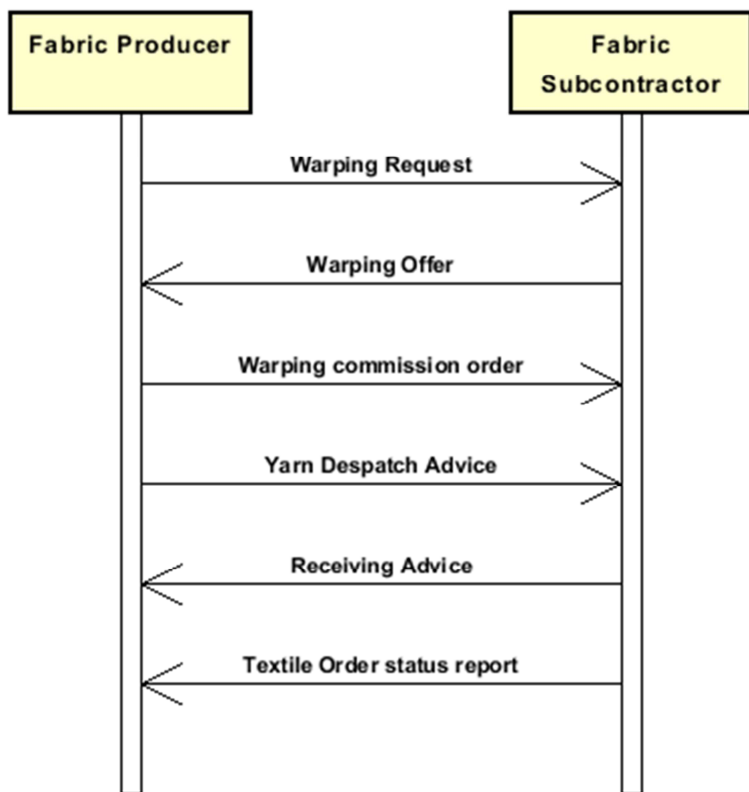 Fabric Producer
Fabric
Subcontractor
Warping Request
Warping Offer
Warping commission order
Yarn Despatch Advice
Receiving Advice
Textile Order status report